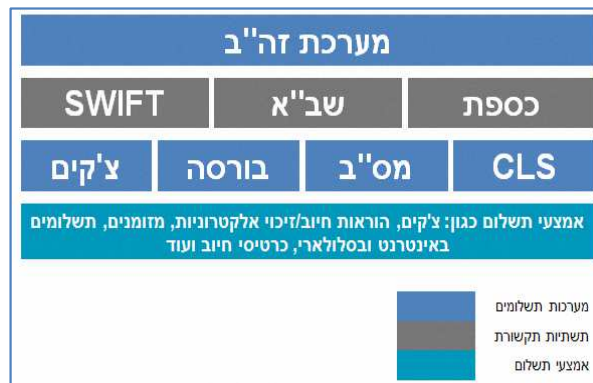 מערכת זה''ב
כספת שב''א SWIFT
CLS מס''ב בורסה צ'קים
אמצעי תשלום כגון: צ'קים, הוראות חיוב/זיכוי אלקטרוניות, מזומנים, תשלומים
באינטרנט ובסלולארי, כרטיסי חיוב ועוד
מערכות תשלומים
תשתיות תקשורת
אמצעי תשלום